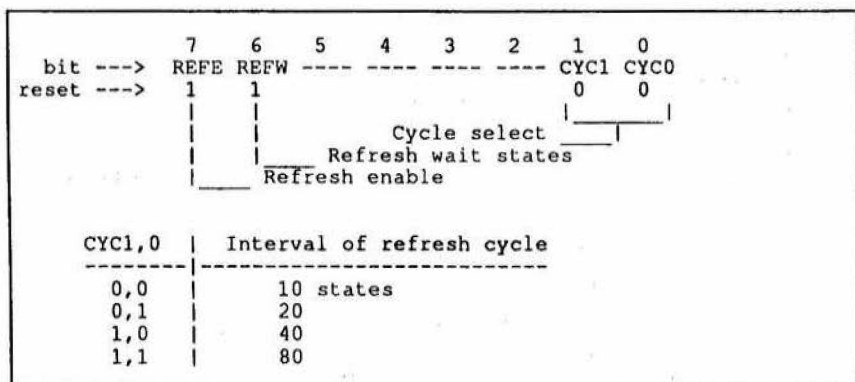 7 6 5 4 3 2 1 0
bit ---> REFE REFW ---- ---- ---- ---- CYC1 CYC0
reset ---> 1 1 0 0
Cycle select
Refresh wait states
Refresh enable
CYC1,0 | Interval of refresh cycle
--------|---------------------------
0,0 | 10 states
0,1 | 20
1,0 | 40
1,1 | 80